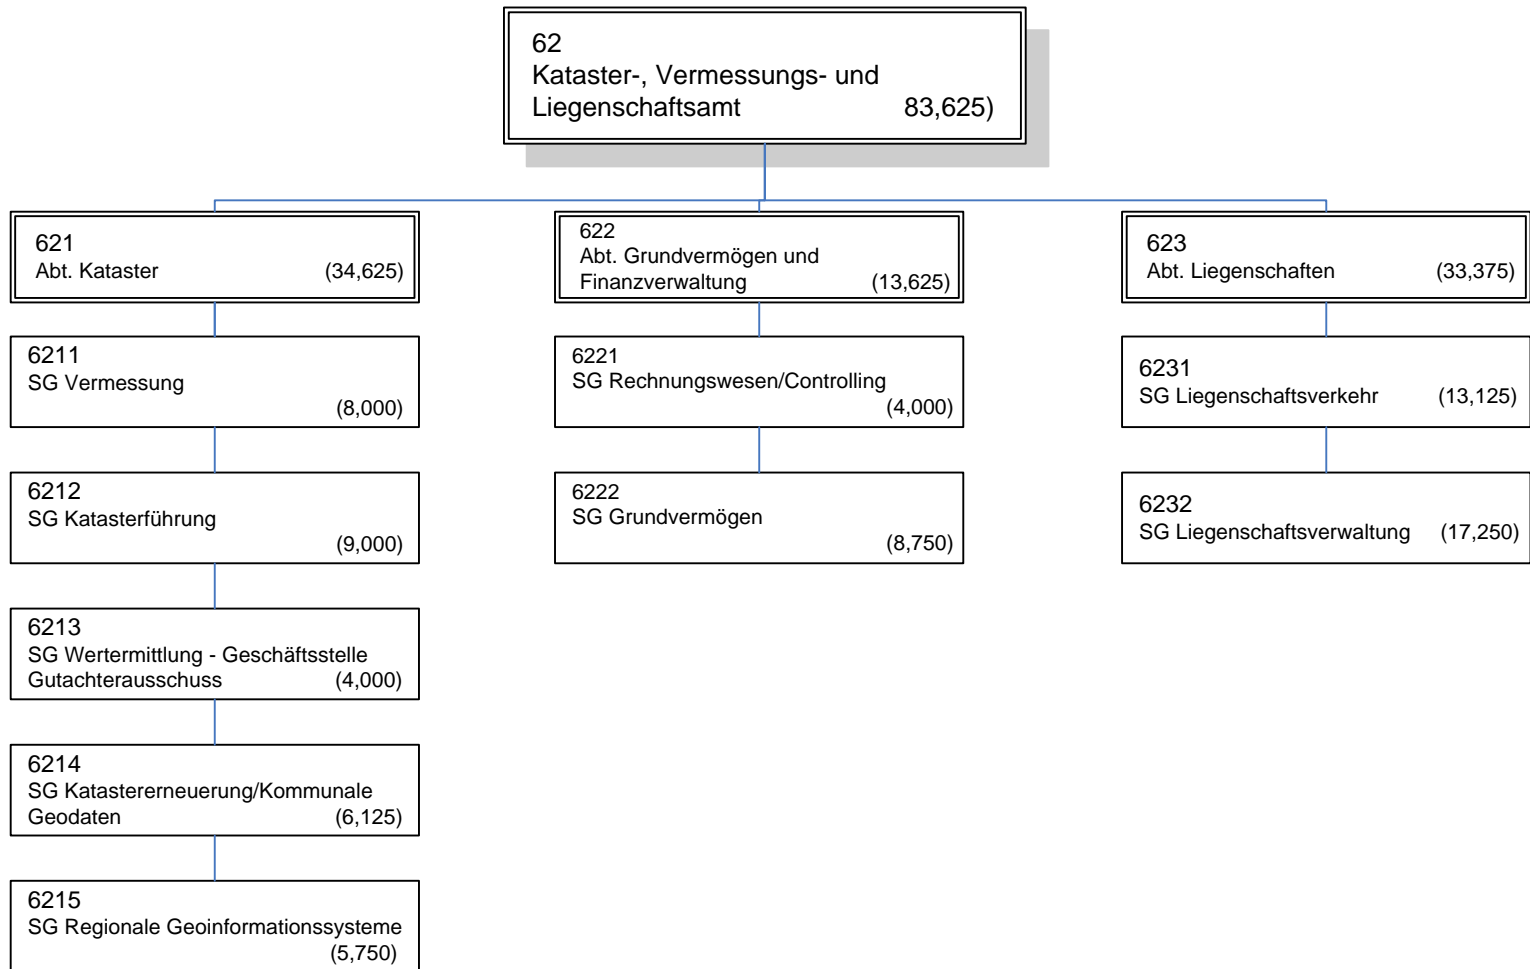 62
Kataster-, Vermessungs- und
Liegenschaftsamt 83,625)
621
Abt. Kataster (34,625)
6211
SG Vermessung
(8,000)
6212
SG Katasterführung
(9,000)
6213
SG Wertermittlung - Geschäftsstelle
Gutachterausschuss (4,000)
6214
SG Katastererneuerung/Kommunale
Geodaten (6,125)
6215
SG Regionale Geoinformationssysteme
(5,750)
622
Abt. Grundvermögen und
Finanzverwaltung (13,625)
6221
SG Rechnungswesen/Controlling
(4,000)
6222
SG Grundvermögen
(8,750)
623
Abt. Liegenschaften (33,375)
6231
SG Liegenschaftsverkehr (13,125)
6232
SG Liegenschaftsverwaltung (17,250)